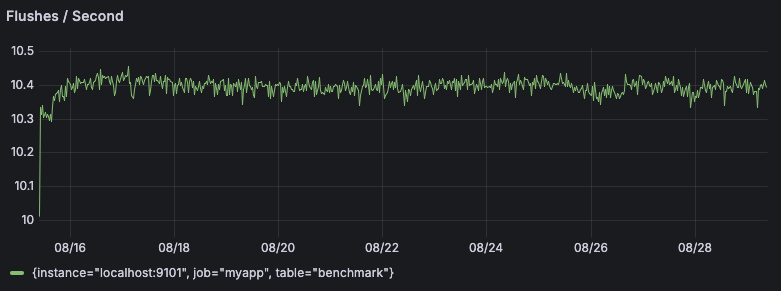 Flushes / Second
10.5
10.4
10.3
10.2
10.1
10
08/16 08/18 08/20 08/22 08/24 08/26 08/28
{instance="localhost:9101", job="myapp", table="benchmark"}